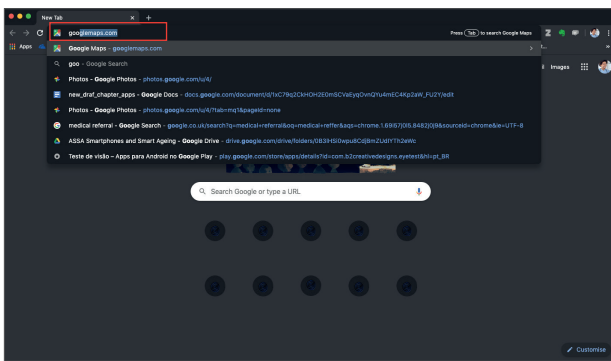 New Tab
googlemaps.com
Press Tab to search Google Maps
Apps
Google Maps - googlemaps.com
goo - Google Search
Images
Photos - Google Photos - photos.google.com/u/4/
new_draf_chapter_apps - Google Docs - docs.google.com/document/d/1xC79q2CkHOH2E0mSCVaEyqOvnQYu4mEC4Kp2aW_FU2Y/edit
Photos - Google Photos - photos.google.com/u/4/?tab=mq1&pageId=none
medical referral - Google Search - google.co.uk/search?q=medical+referral&oq=medical+reffer&aqs=chrome.1.69i57j0l5.8482j0j9&sourceid=chrome&ie=UTF-8
ASSA Smartphones and Smart Ageing - Google Drive - drive.google.com/drive/folders/0B3lHSI0wpu8CdjBmZUdIYTh2eWc
Teste de visão – Apps para Android no Google Play - play.google.com/store/apps/details?id=com.b2creativedesigns.eyetest&hl=pt_BR
Search Google or type a URL
Customise